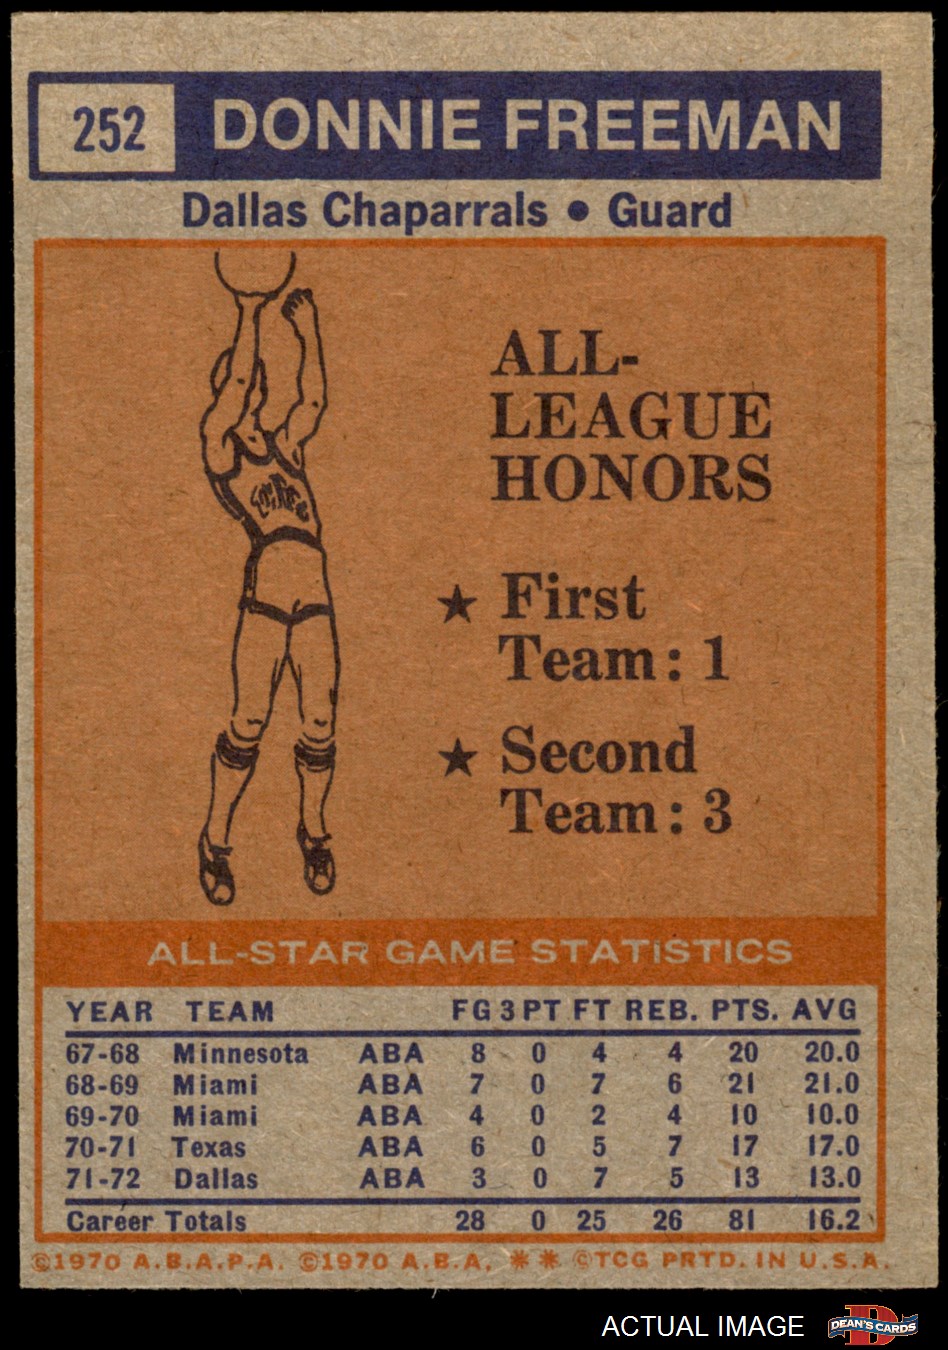 252 DONNIE FREEMAN
Dallas Chaparrals • Guard
ALL-
LEAGUE
HONORS
★ First
Team: 1
★ Second
Team: 3
ALL-STAR GAME STATISTICS
YEAR TEAM FG 3 PT FT REB. PTS. AVG
67-68 Minnesota ABA 8 0 4 4 20 20.0
68-69 Miami ABA 7 0 7 6 21 21.0
69-70 Miami ABA 4 0 2 4 10 10.0
70-71 Texas ABA 6 0 5 7 17 17.0
71-72 Dallas ABA 3 0 7 5 13 13.0
Career Totals 28 0 25 26 81 16.2
©1970 A.B.A.P.A. ©1970 A.B.A. ** ©TCG PRTD. IN U.S.A.
ACTUAL IMAGE DEAN'S CARDS